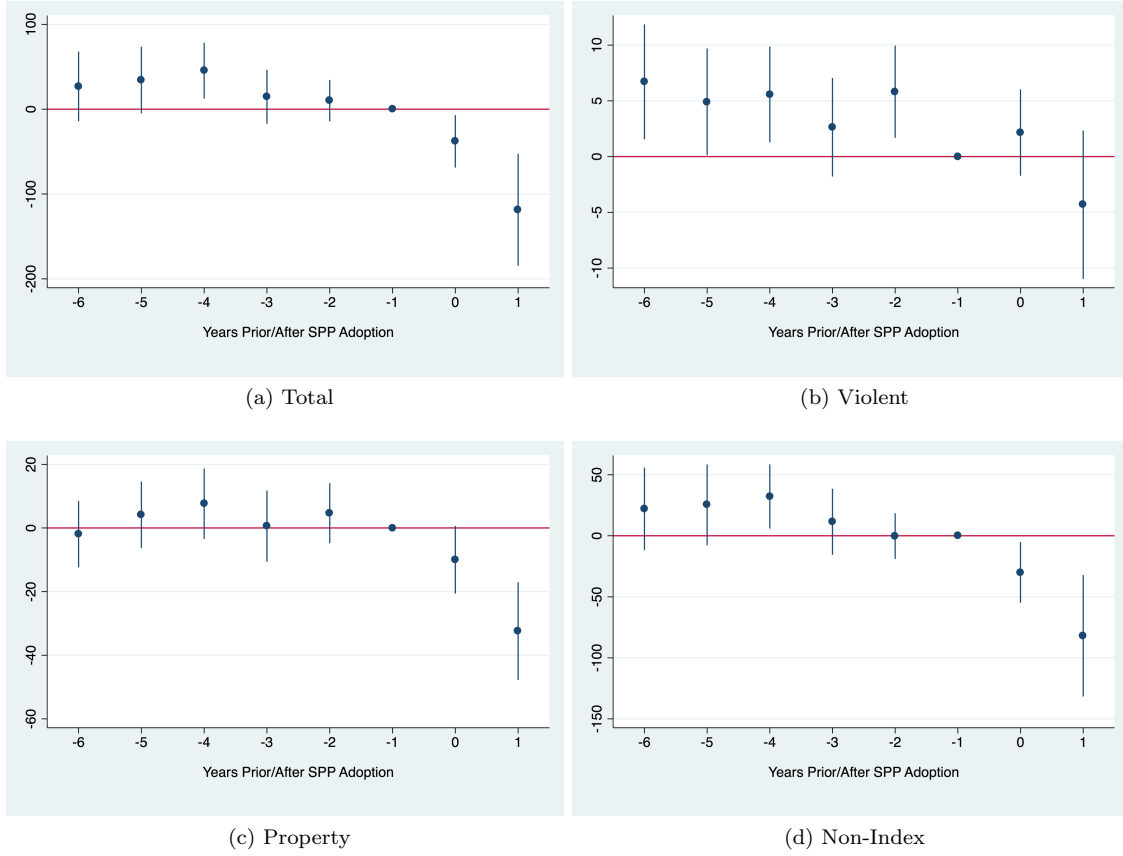 100
0
-100
-200
-6 -5 -4 -3 -2 -1 0 1
Years Prior/After SPP Adoption
(a) Total
10
5
0
-5
-10
-6 -5 -4 -3 -2 -1 0 1
Years Prior/After SPP Adoption
(b) Violent
20
0
-20
-40
-60
-6 -5 -4 -3 -2 -1 0 1
Years Prior/After SPP Adoption
(c) Property
50
0
-50
-100
-150
-6 -5 -4 -3 -2 -1 0 1
Years Prior/After SPP Adoption
(d) Non-Index